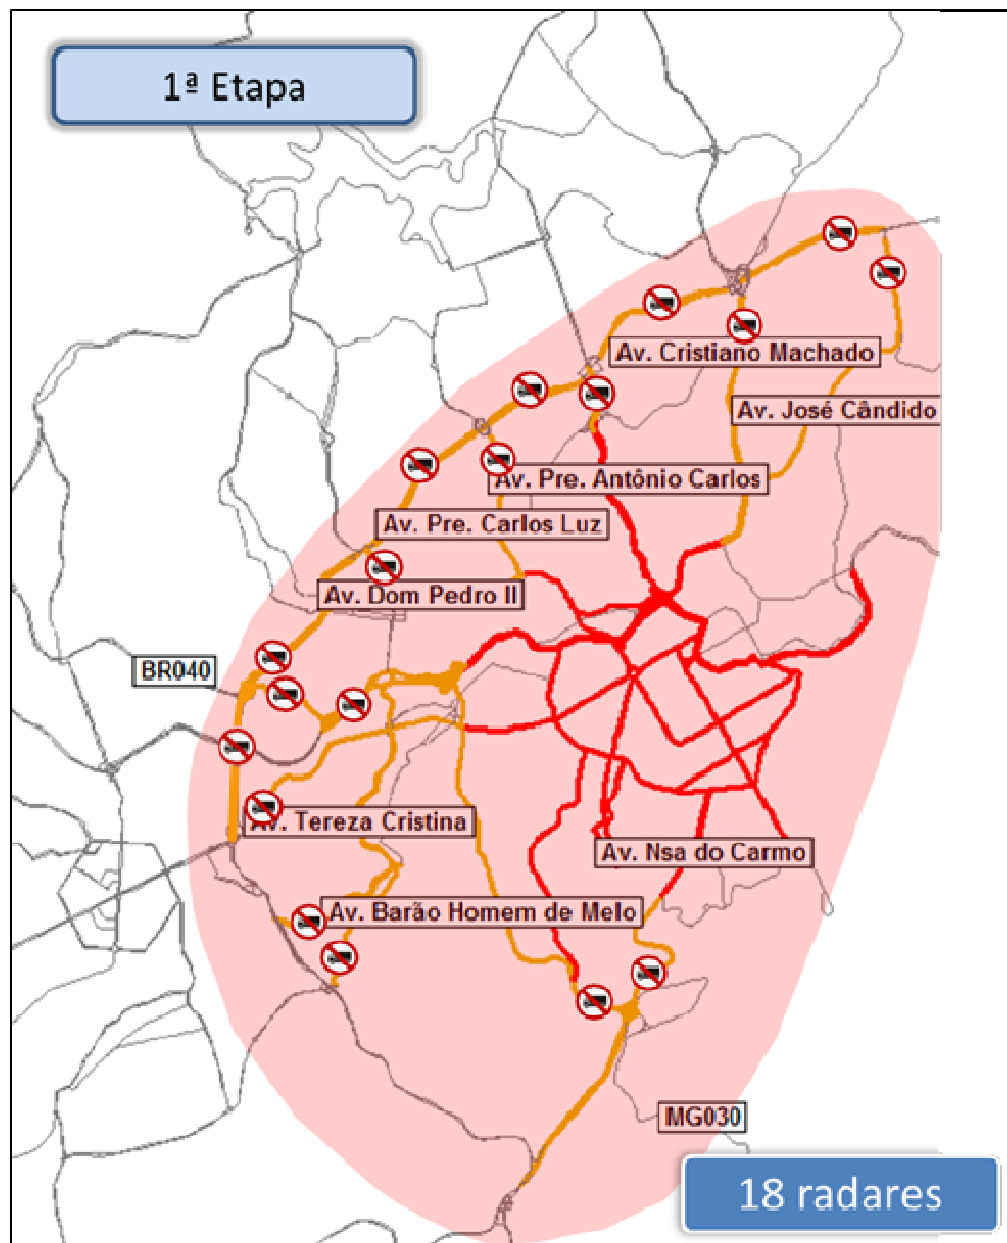 1ª Etapa
Av. Cristiano Machado
Av. José Cândido
Av. Pre. Antônio Carlos
Av. Pre. Carlos Luz
Av. Dom Pedro II
BR040
Av. Tereza Cristina
Av. Nsa do Carmo
Av. Barão Homem de Melo
MG030
18 radares